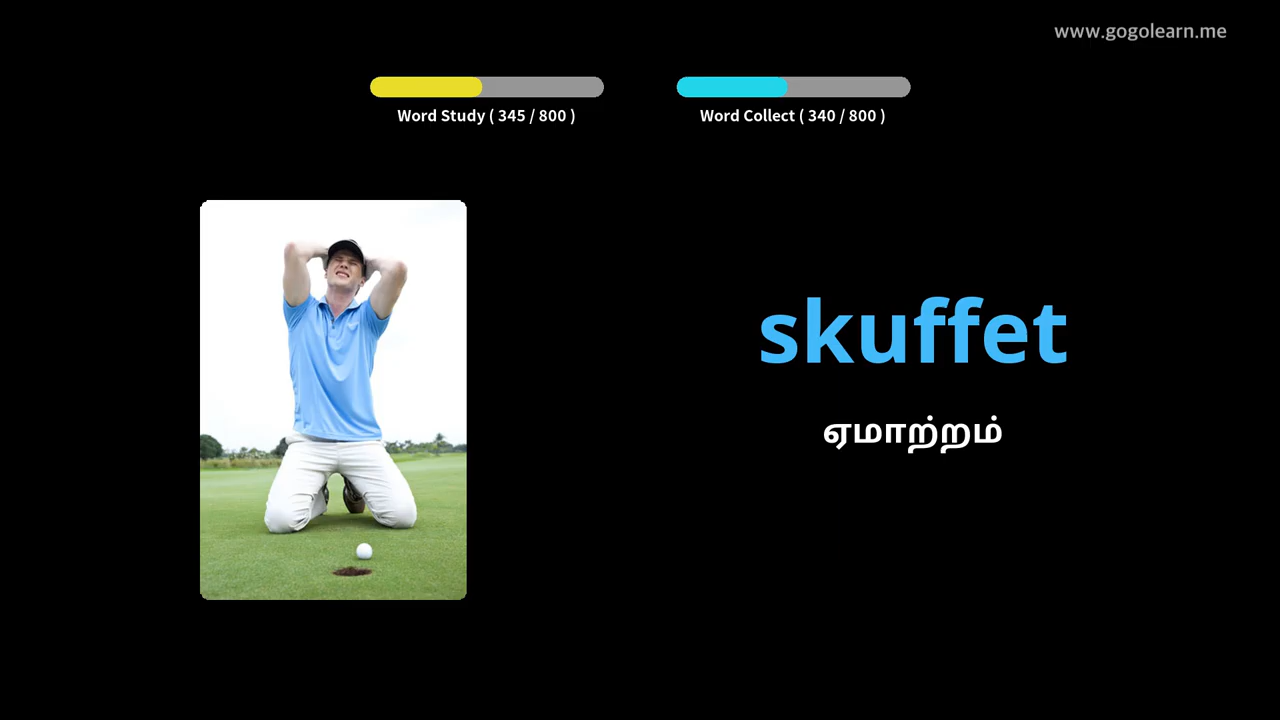 www.gogolearn.me
Word Study ( 345 / 800 )
Word Collect ( 340 / 800 )
skuffet
ஏமாற்றம்